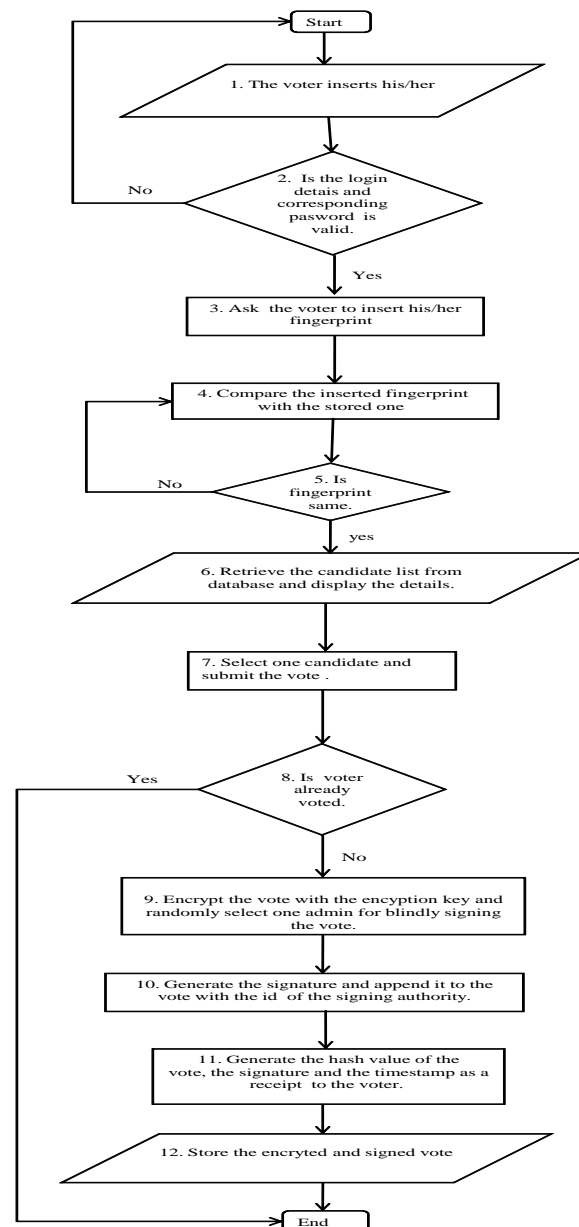 Start
1. The voter inserts his/her
2. Is the login
detais and
corresponding
pasword is
valid.
No
Yes
3. Ask the voter to insert his/her
fingerprint
4. Compare the inserted fingerprint
with the stored one
5. Is
fingerprint
same.
No
yes
6. Retrieve the candidate list from
database and display the details.
7. Select one candidate and
submit the vote .
Yes
8. Is voter
already
voted.
No
9. Encrypt the vote with the encyption key and
randomly select one admin for blindly signing
the vote.
10. Generate the signature and append it to the
vote with the id of the signing authority.
11. Generate the hash value of the
vote, the signature and the timestamp as a
receipt to the voter.
12. Store the encryted and signed vote
End